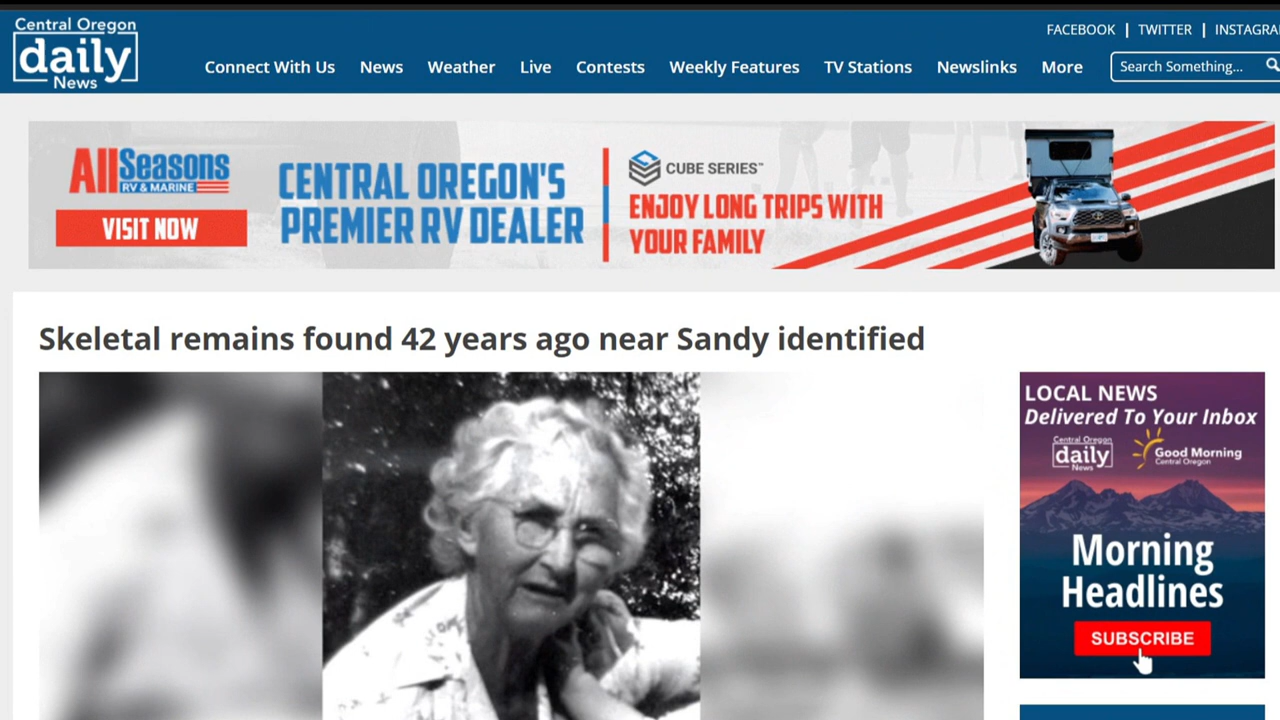 Central Oregon
daily
News
FACEBOOK | TWITTER | INSTAGRA
Connect With Us News Weather Live Contests Weekly Features TV Stations Newslinks More Search Something...
AllSeasons
RV & MARINE
VISIT NOW
CENTRAL OREGON'S
PREMIER RV DEALER
CUBE SERIES™
ENJOY LONG TRIPS WITH
YOUR FAMILY
Skeletal remains found 42 years ago near Sandy identified
LOCAL NEWS
Delivered To Your Inbox
Central Oregon
daily
News
Good Morning
Central Oregon
Morning
Headlines
SUBSCRIBE